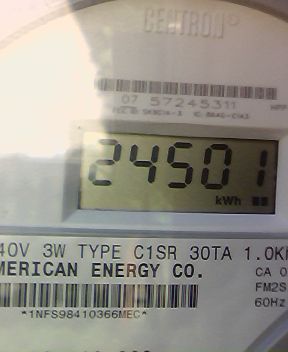 CENTRON®
07 57245311
24501
kWh
40V 3W TYPE C1SR 30TA 1.0K
MERICAN ENERGY CO.
CA 0
FM2S
60Hz
*1NFS98410366MEC*